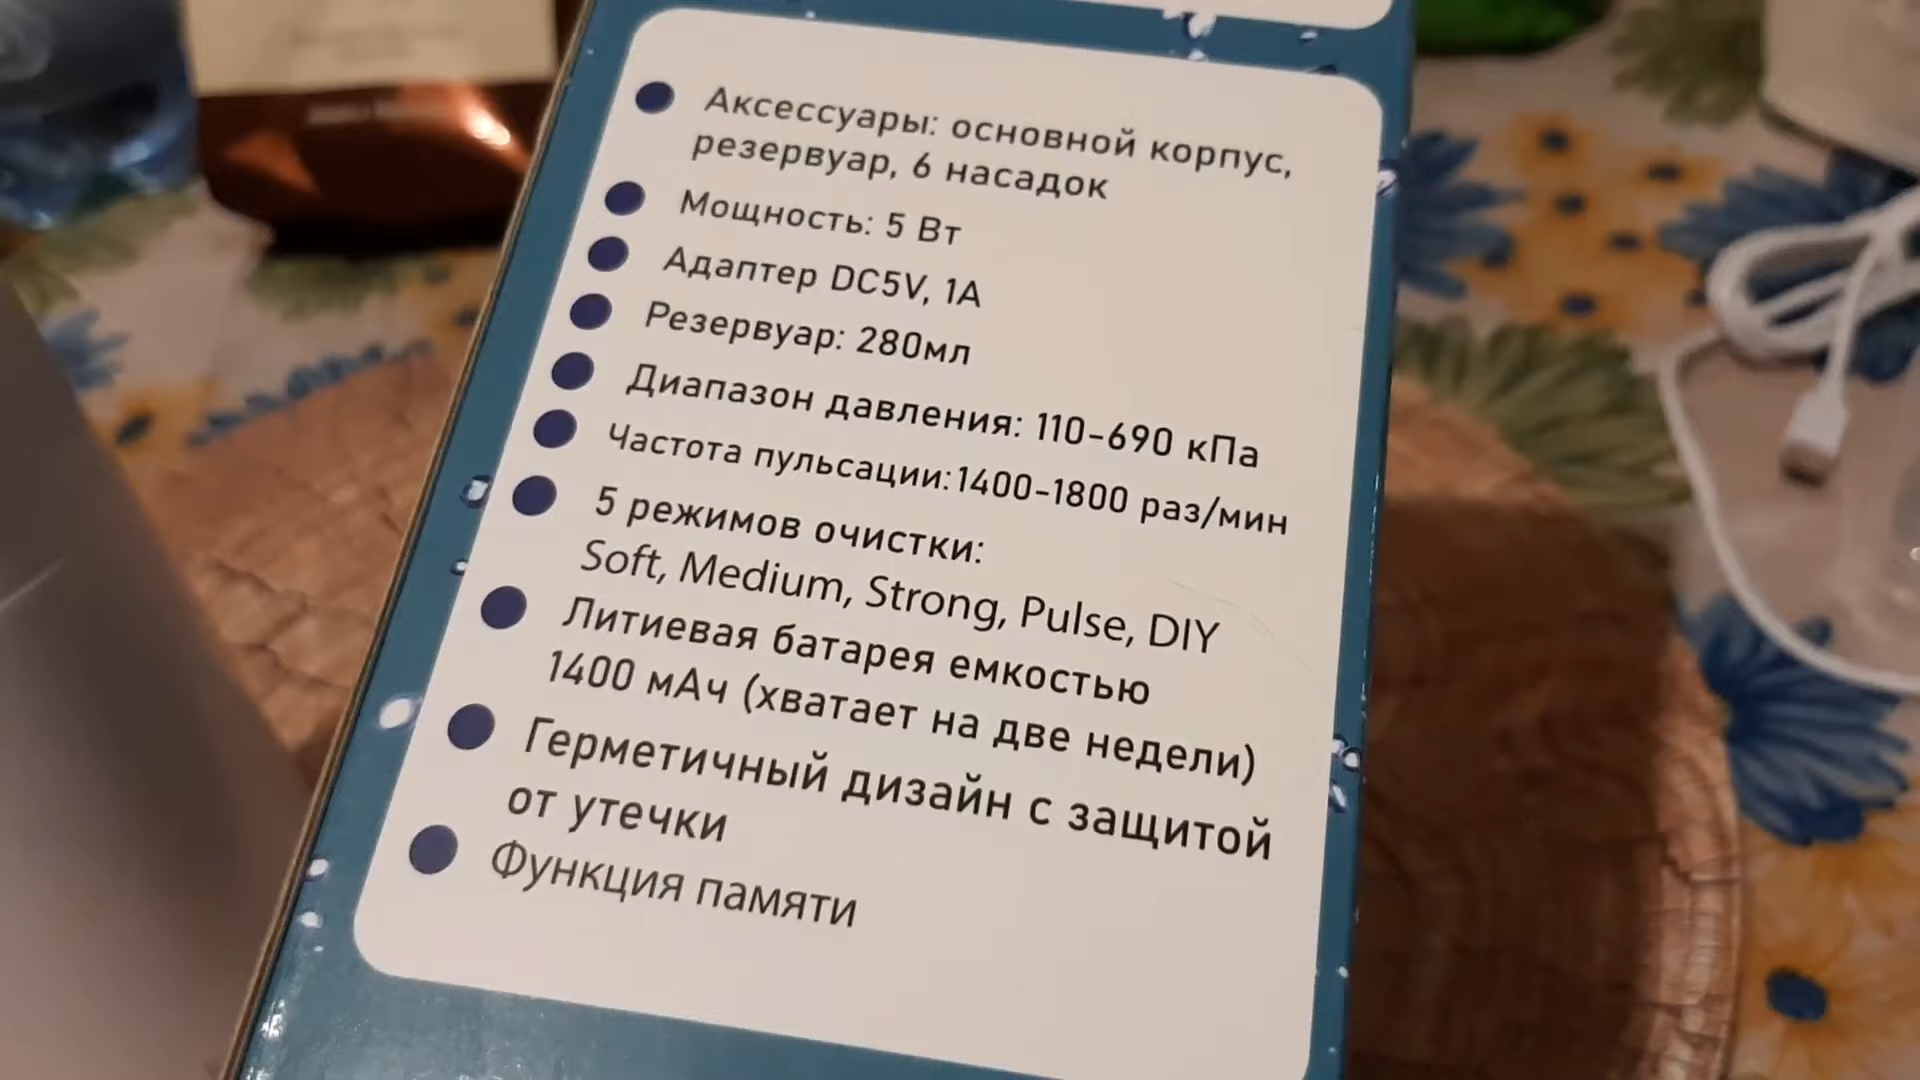 Аксессуары: основной корпус,
резервуар, 6 насадок
Мощность: 5 Вт
Адаптер DC5V, 1A
Резервуар: 280мл
Диапазон давления: 110-690 кПа
Частота пульсации:1400-1800 раз/мин
5 режимов очистки:
Soft, Medium, Strong, Pulse, DIY
Литиевая батарея емкостью
1400 мАч (хватает на две недели)
Герметичный дизайн с защитой
от утечки
Функция памяти